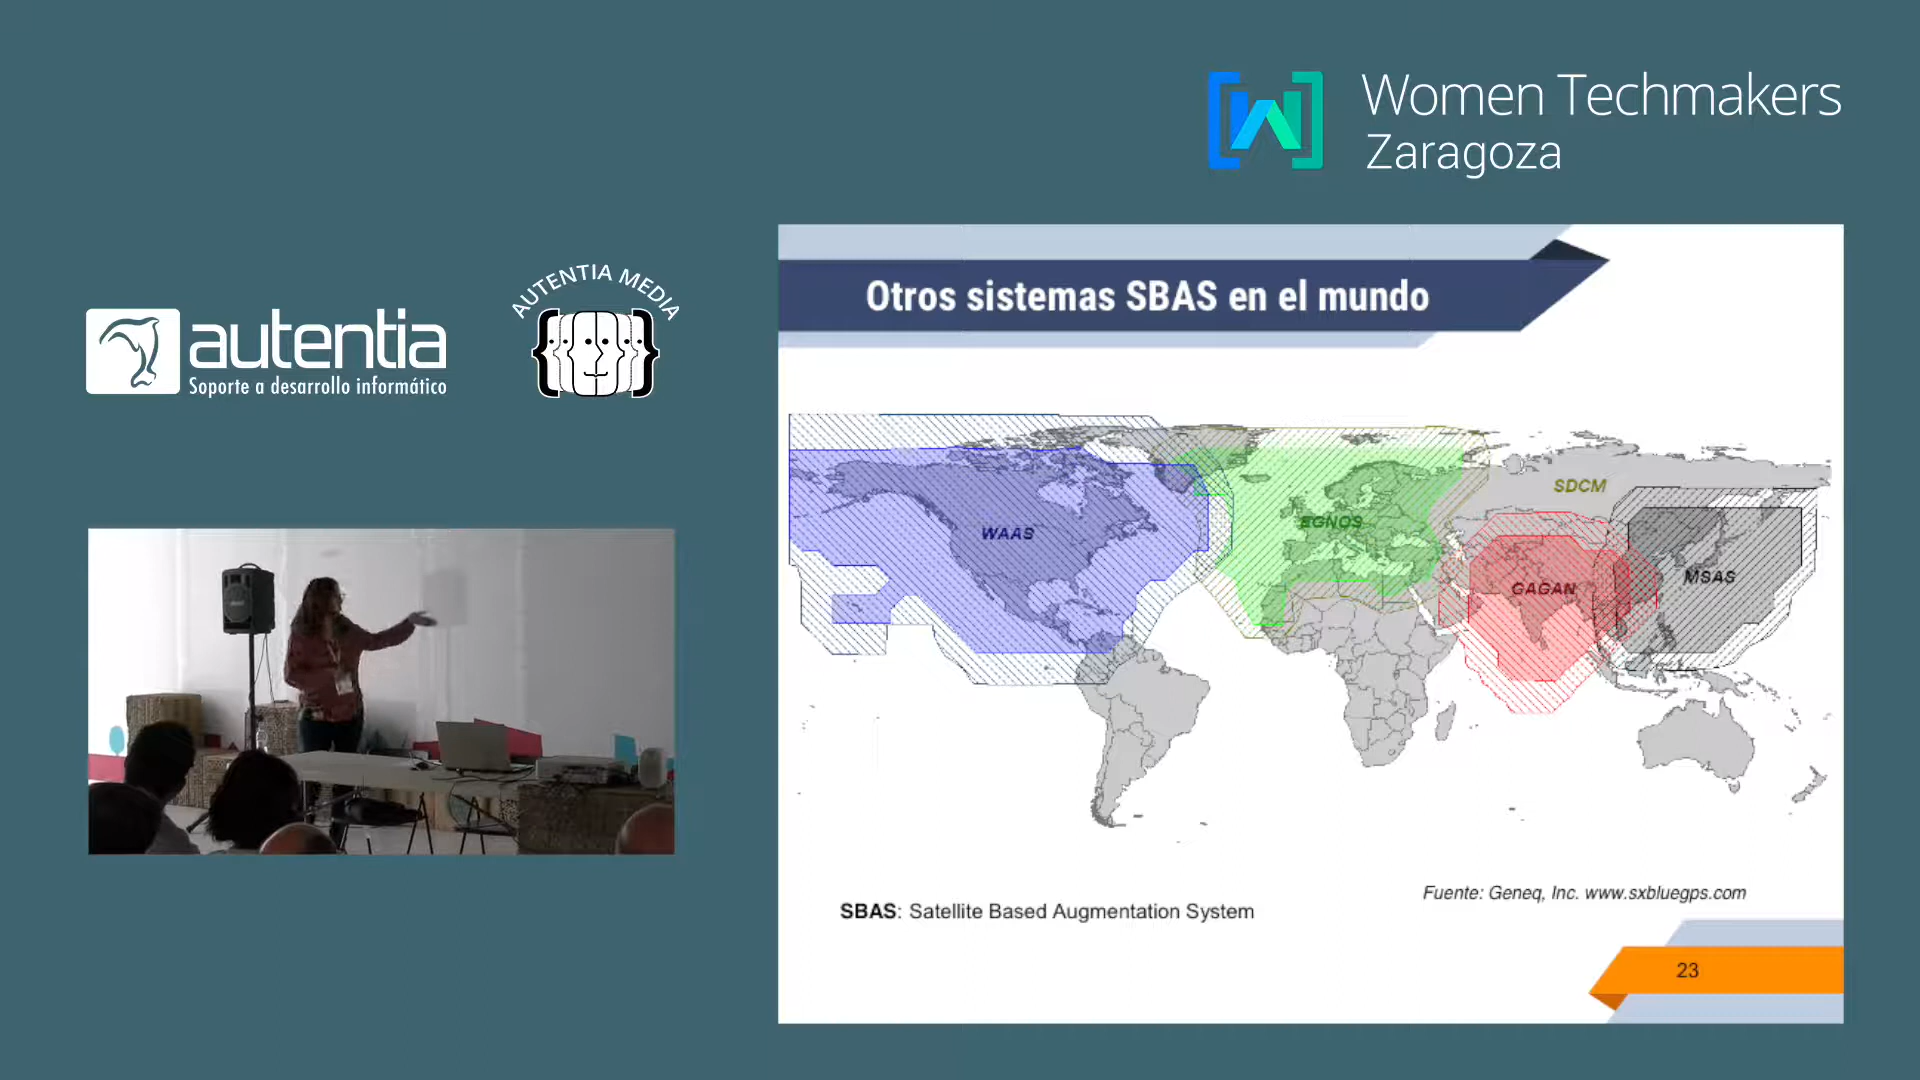 Women Techmakers
Zaragoza
AUTENTIA MEDIA
autentia
Soporte a desarrollo informático
Otros sistemas SBAS en el mundo
WAAS
EGNOS
SDCM
GAGAN
MSAS
Fuente: Geneq, Inc. www.sxbluegps.com
SBAS: Satellite Based Augmentation System
23